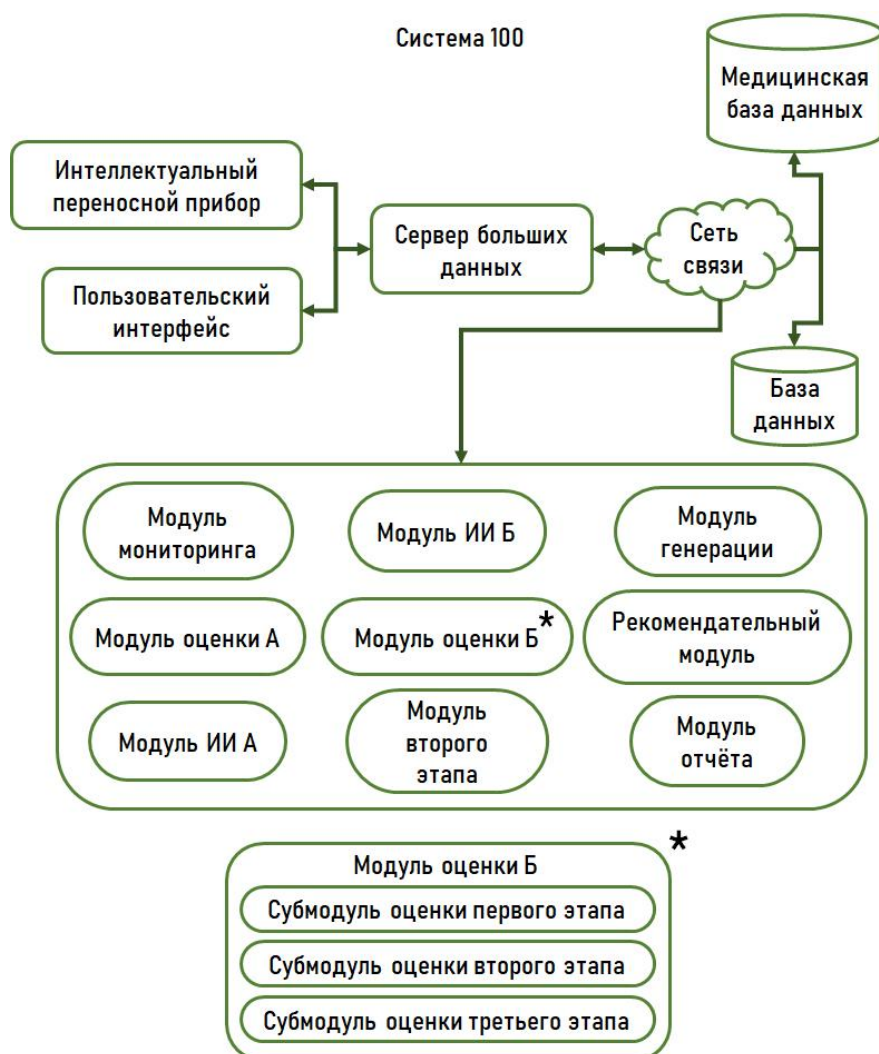 Система 100
Медицинская
база данных
Интеллектуальный
переносной прибор
Сервер больших
данных
Сеть
связи
Пользовательский
интерфейс
База
данных
Модуль
мониторинга
Модуль ИИ Б
Модуль
генерации
Модуль оценки А
Модуль оценки Б*
Рекомендательный
модуль
Модуль ИИ А
Модуль
второго
этапа
Модуль
отчёта
*
Модуль оценки Б
Субмодуль оценки первого этапа
Субмодуль оценки второго этапа
Субмодуль оценки третьего этапа